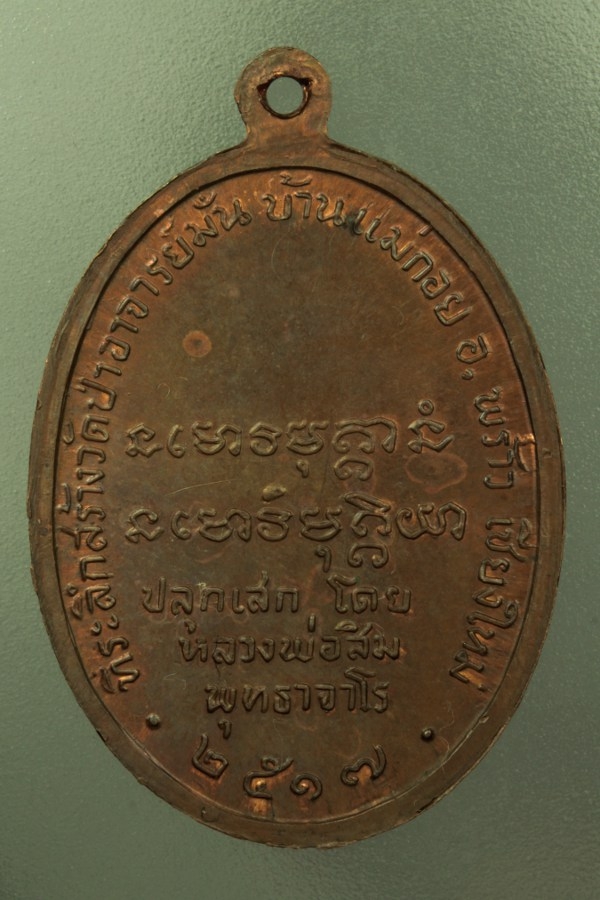 ที่ระลึกสร้างวัดป่าอาจารย์มั่น บ้านแม่กอย อ. พร้าว เชียงใหม่
ปลุกเสก โดย
หลวงพ่อสิม
พุทธาจาโร
๒๕๑๗